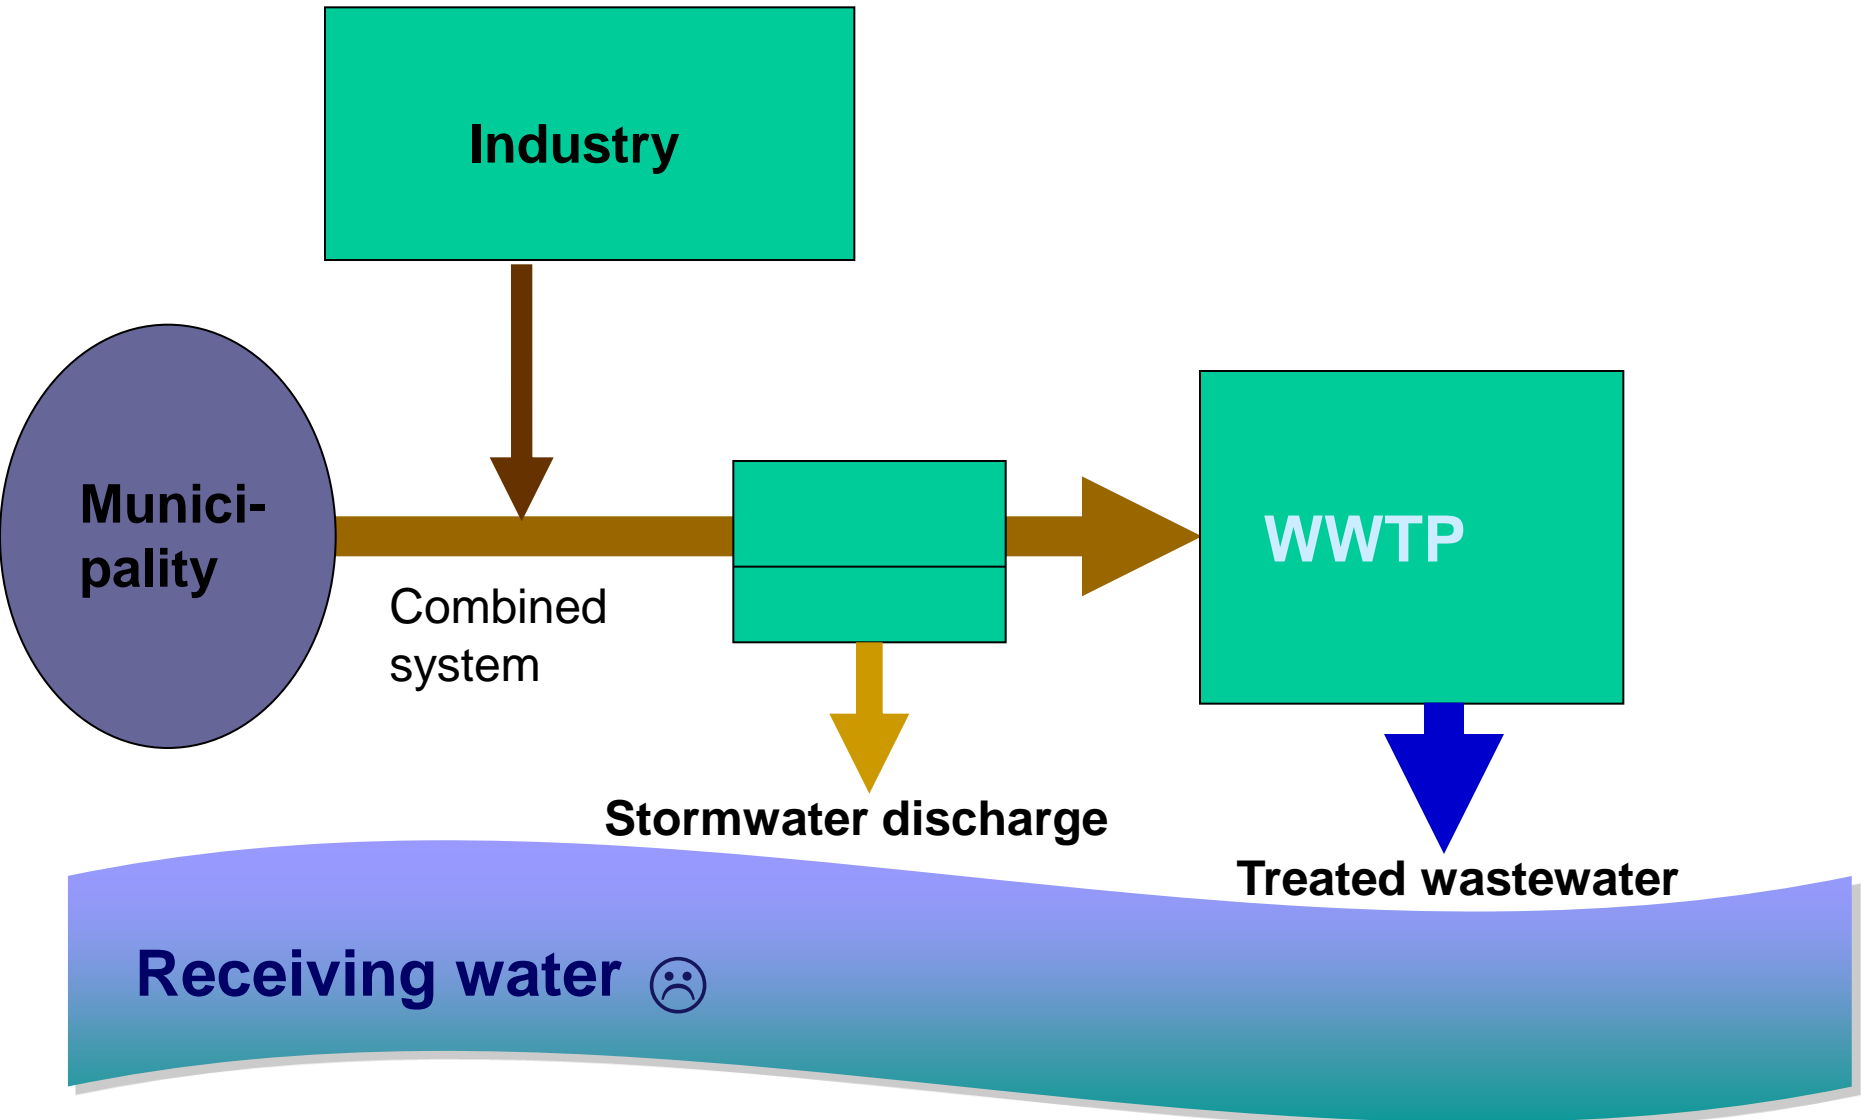 Industry
Munici-
pality
Combined
system
WWTP
Stormwater discharge
Treated wastewater
Receiving water ☹